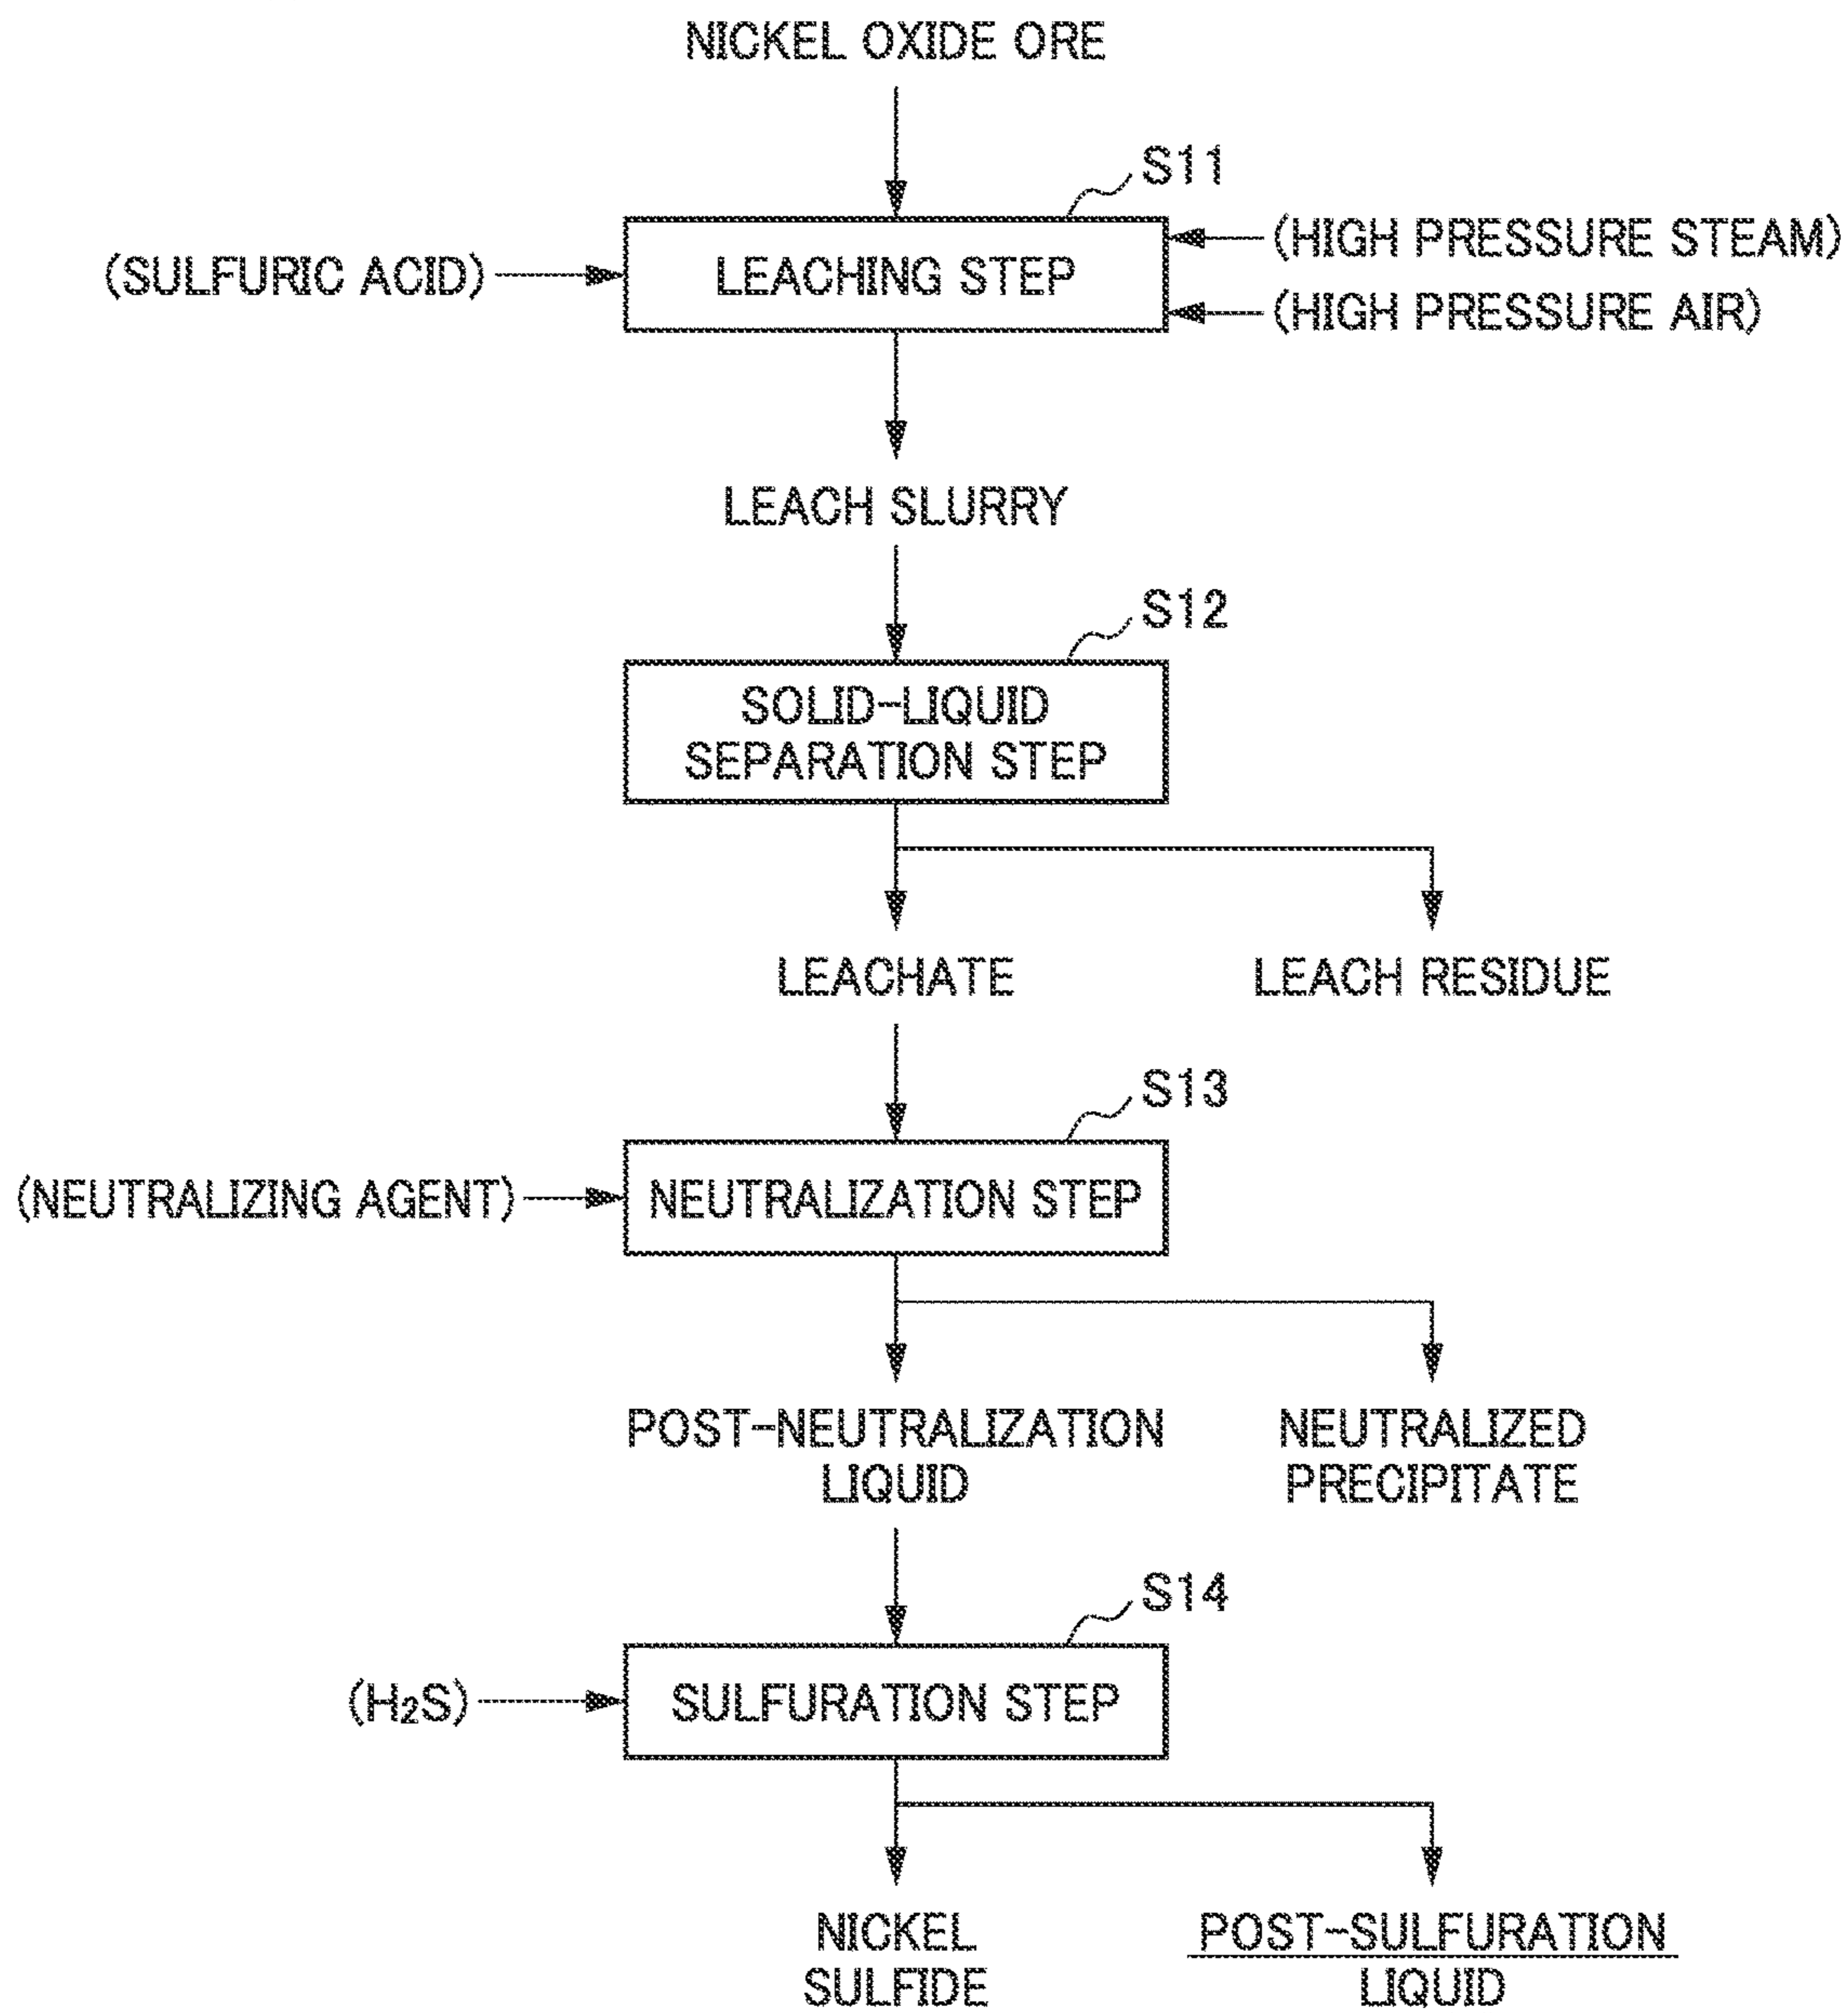 NICKEL OXIDE ORE
S11
(HIGH PRESSURE STEAM)
(SULFURIC ACID)
LEACHING STEP
(HIGH PRESSURE AIR)
LEACH SLURRY
S12
SOLID-LIQUID
SEPARATION STEP
LEACHATE
LEACH RESIDUE
S13
(NEUTRALIZING AGENT)
NEUTRALIZATION STEP
POST-NEUTRALIZATION
LIQUID
NEUTRALIZED
PRECIPITATE
S14
(H₂S)
SULFURATION STEP
NICKEL
SULFIDE
POST-SULFURATION
LIQUID